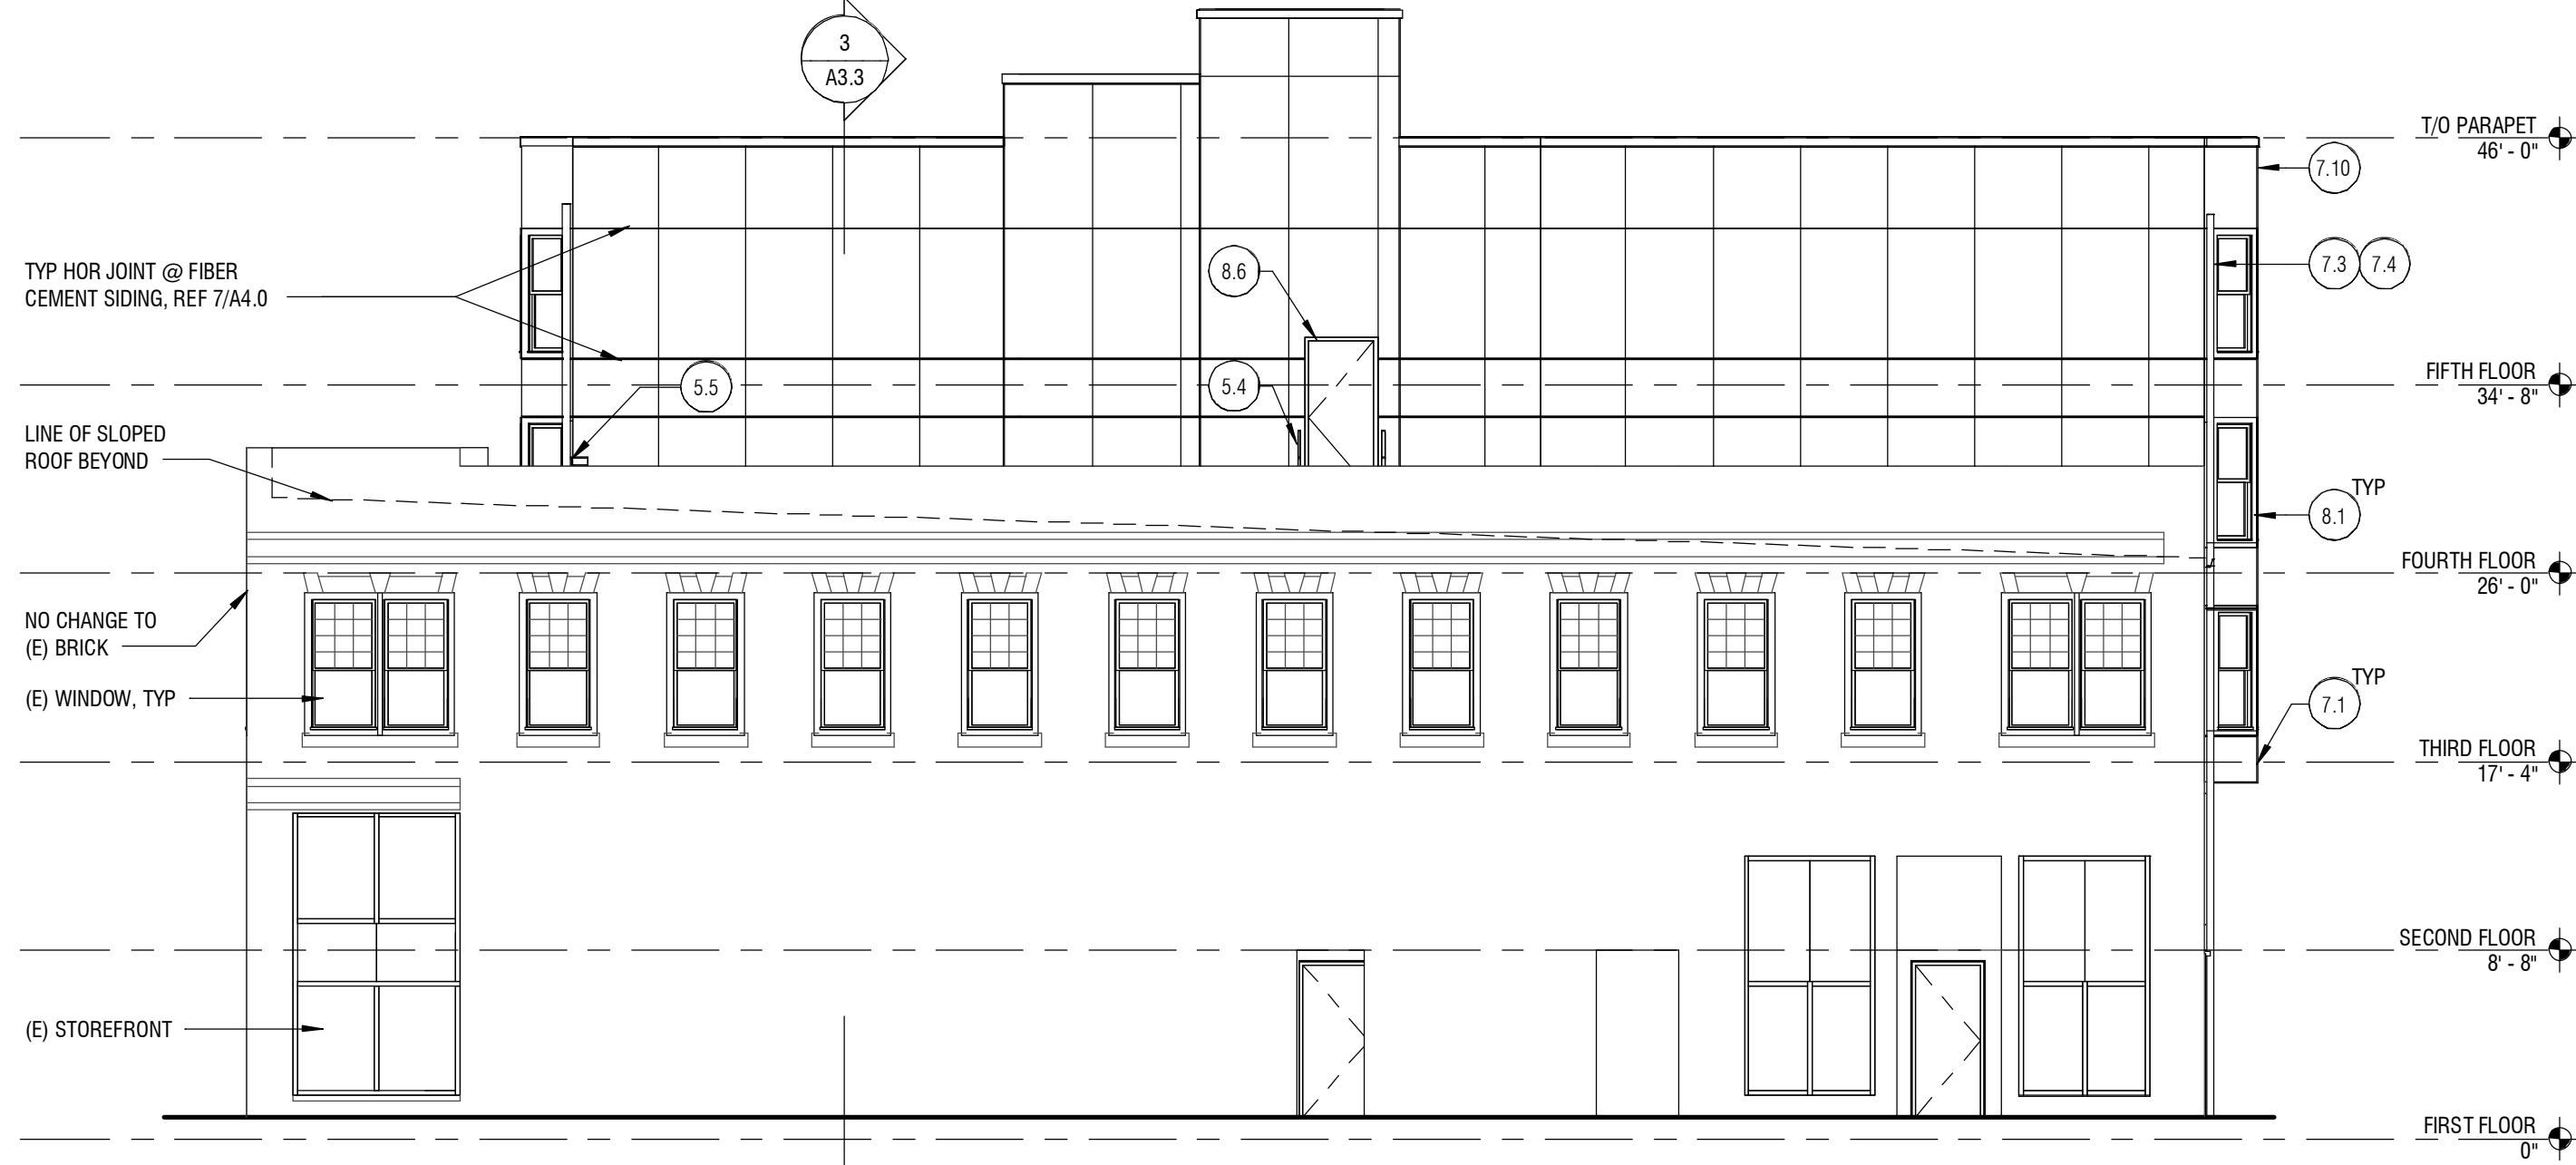 3
A3.3
T/O PARAPET
46' - 0"
7.10
TYP HOR JOINT @ FIBER
CEMENT SIDING, REF 7/A4.0
8.6
7.3
7.4
5.5
5.4
FIFTH FLOOR
34' - 8"
LINE OF SLOPED
ROOF BEYOND
TYP
8.1
FOURTH FLOOR
26' - 0"
NO CHANGE TO
(E) BRICK
(E) WINDOW, TYP
TYP
7.1
THIRD FLOOR
17' - 4"
SECOND FLOOR
8' - 8"
(E) STOREFRONT
FIRST FLOOR
0"